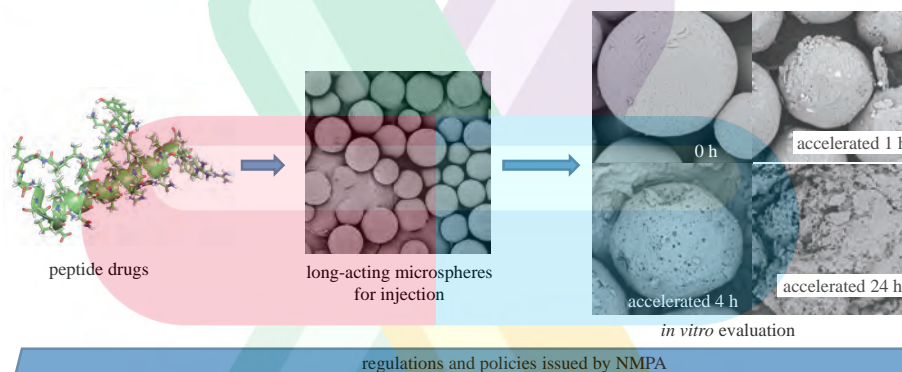 0 h
accelerated 1 h
accelerated 4 h
accelerated 24 h
peptide drugs
long-acting microspheres
for injection
in vitro evaluation
regulations and policies issued by NMPA